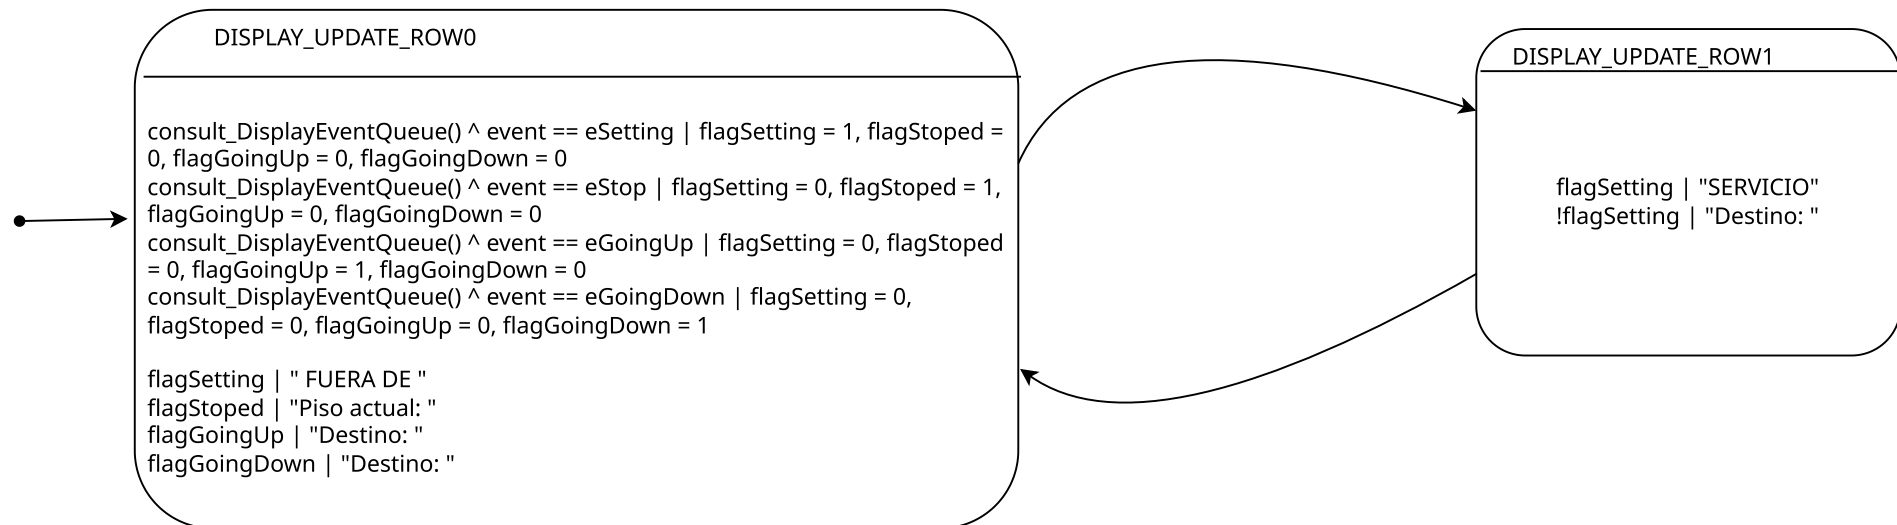 DISPLAY_UPDATE_ROW0
consult_DisplayEventQueue() ^ event == eSetting | flagSetting = 1, flagStoped =
0, flagGoingUp = 0, flagGoingDown = 0
consult_DisplayEventQueue() ^ event == eStop | flagSetting = 0, flagStoped = 1,
flagGoingUp = 0, flagGoingDown = 0
consult_DisplayEventQueue() ^ event == eGoingUp | flagSetting = 0, flagStoped
= 0, flagGoingUp = 1, flagGoingDown = 0
consult_DisplayEventQueue() ^ event == eGoingDown | flagSetting = 0,
flagStoped = 0, flagGoingUp = 0, flagGoingDown = 1
flagSetting | " FUERA DE "
flagStoped | "Piso actual: "
flagGoingUp | "Destino: "
flagGoingDown | "Destino: "
DISPLAY_UPDATE_ROW1
flagSetting | "SERVICIO"
!flagSetting | "Destino: "